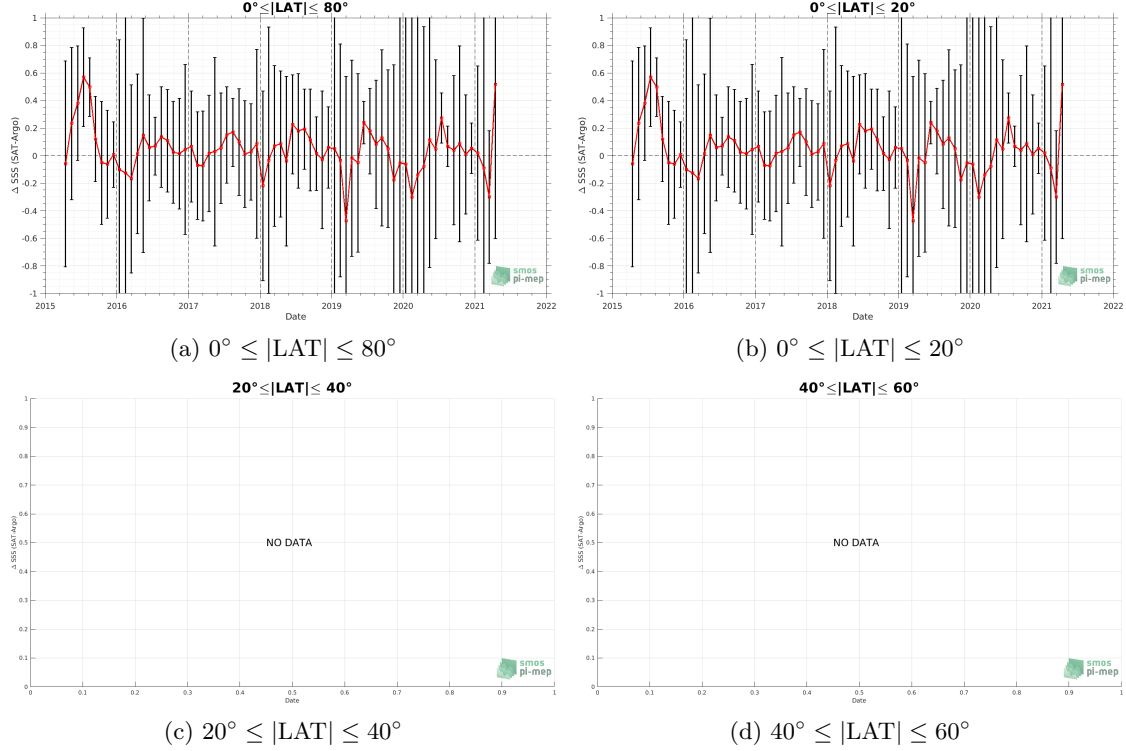 0°≤|LAT|≤ 80°
1
0.8
0.6
0.4
0.2
0
-0.2
-0.4
-0.6
-0.8
-1
Δ SSS (SAT-Argo)
2015 2016 2017 2018 2019 2020 2021 2022
Date
smos
pi-mep
(a) 0° ≤ |LAT| ≤ 80°
0°≤|LAT|≤ 20°
1
0.8
0.6
0.4
0.2
0
-0.2
-0.4
-0.6
-0.8
-1
Δ SSS (SAT-Argo)
2015 2016 2017 2018 2019 2020 2021 2022
Date
smos
pi-mep
(b) 0° ≤ |LAT| ≤ 20°
20°≤|LAT|≤ 40°
1
0.9
0.8
0.7
0.6
0.5
0.4
0.3
0.2
0.1
0
Δ SSS (SAT-Argo)
NO DATA
0 0.1 0.2 0.3 0.4 0.5 0.6 0.7 0.8 0.9 1
Date
smos
pi-mep
(c) 20° ≤ |LAT| ≤ 40°
40°≤|LAT|≤ 60°
1
0.9
0.8
0.7
0.6
0.5
0.4
0.3
0.2
0.1
0
Δ SSS (SAT-Argo)
NO DATA
0 0.1 0.2 0.3 0.4 0.5 0.6 0.7 0.8 0.9 1
Date
smos
pi-mep
(d) 40° ≤ |LAT| ≤ 60°